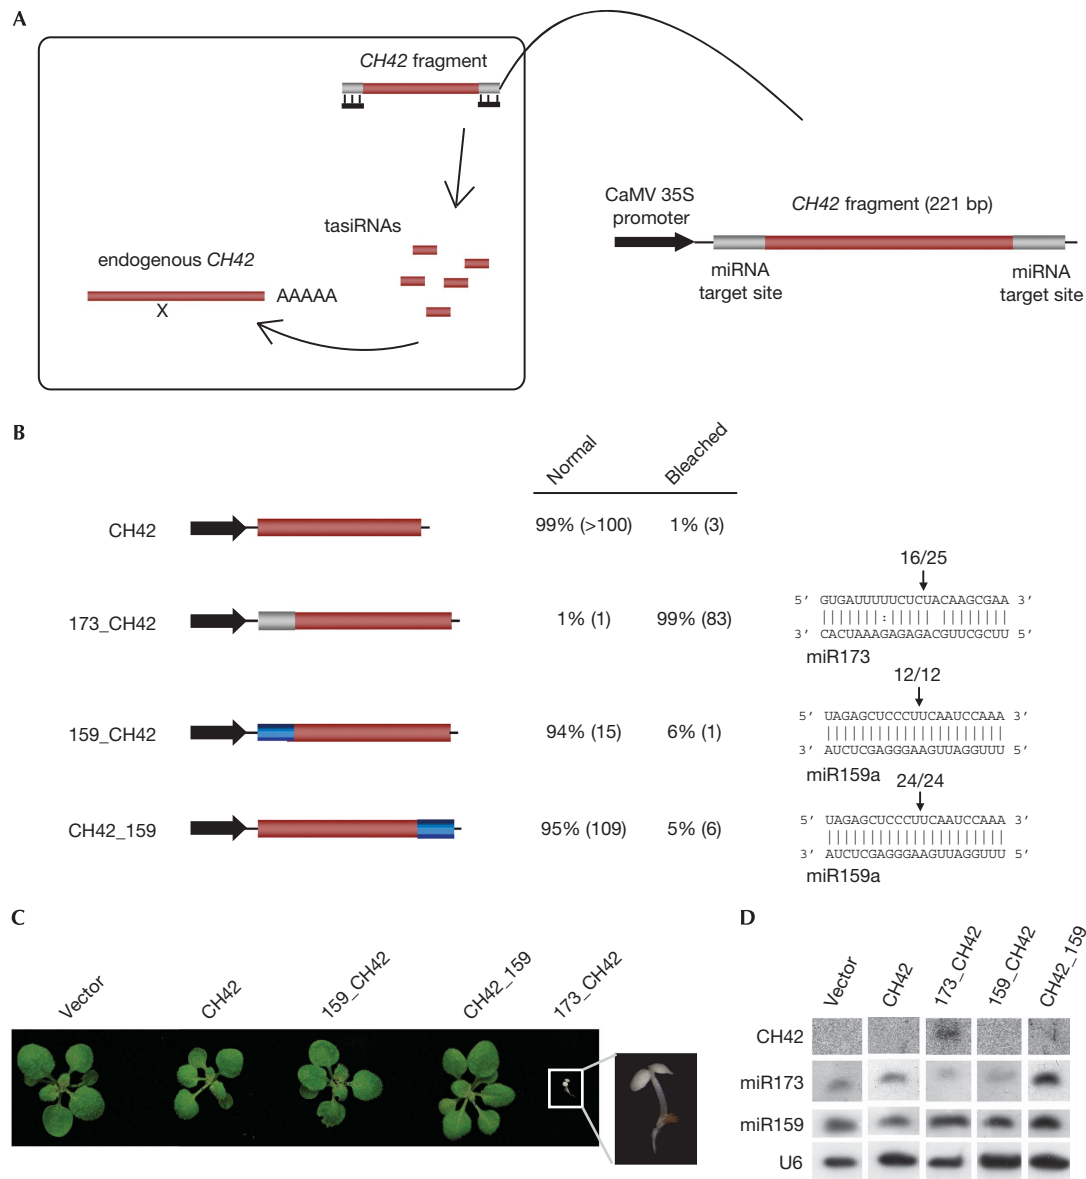 A
CH42 fragment
tasiRNAs
endogenous CH42
AAAAA
X
CaMV 35S
promoter
CH42 fragment (221 bp)
miRNA
target site
miRNA
target site
B
Normal
Bleached
CH42
99% (>100)
1% (3)
173_CH42
1% (1)
99% (83)
16/25
5′ GUGAUUUUUCUCUACAAGCGAA 3′
3′ CACUAAAGAGAGACGUUCGCUU 5′
miR173
159_CH42
94% (15)
6% (1)
12/12
5′ UAGAGCUCCCUUCAAUCCAAA 3′
3′ AUCUCGAGGGAAGUUAGGUUU 5′
miR159a
CH42_159
95% (109)
5% (6)
24/24
5′ UAGAGCUCCCUUCAAUCCAAA 3′
3′ AUCUCGAGGGAAGUUAGGUUU 5′
miR159a
C
Vector
CH42
159_CH42
CH42_159
173_CH42
D
Vector
CH42
173_CH42
159_CH42
CH42_159
CH42
miR173
miR159
U6